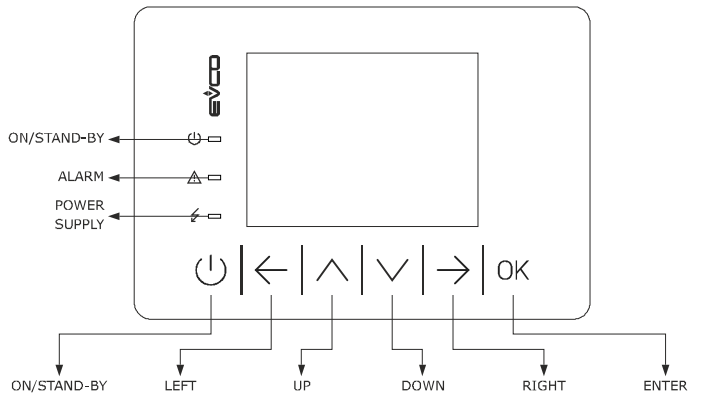 EVCO
ON/STAND-BY
ALARM
POWER
SUPPLY
OK
ON/STAND-BY LEFT UP DOWN RIGHT ENTER